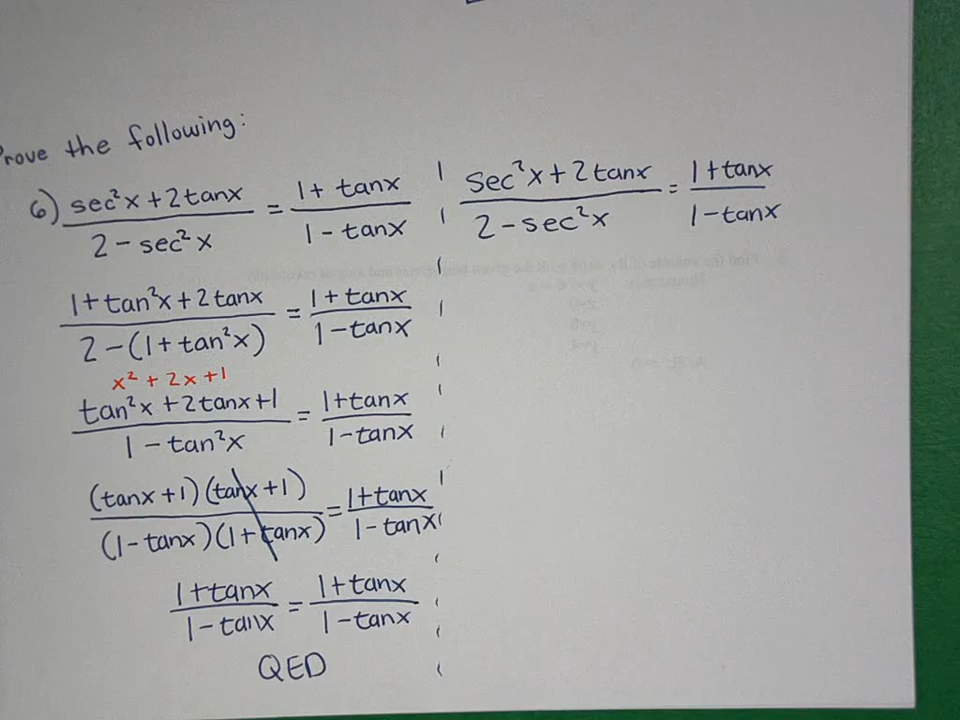 Prove the following:
6) sec²x + 2tanx / 2 - sec²x = 1 + tanx / 1 - tanx
1 + tan²x + 2tanx / 2 - (1 + tan²x) = 1 + tanx / 1 - tanx
x² + 2x + 1
tan²x + 2tanx + 1 / 1 - tan²x = 1 + tanx / 1 - tanx
(tanx + 1)(tanx + 1) / (1 - tanx)(1 + tanx) = 1 + tanx / 1 - tanx
1 + tanx / 1 - tanx = 1 + tanx / 1 - tanx
QED
sec²x + 2tanx / 2 - sec²x = 1 + tanx / 1 - tanx